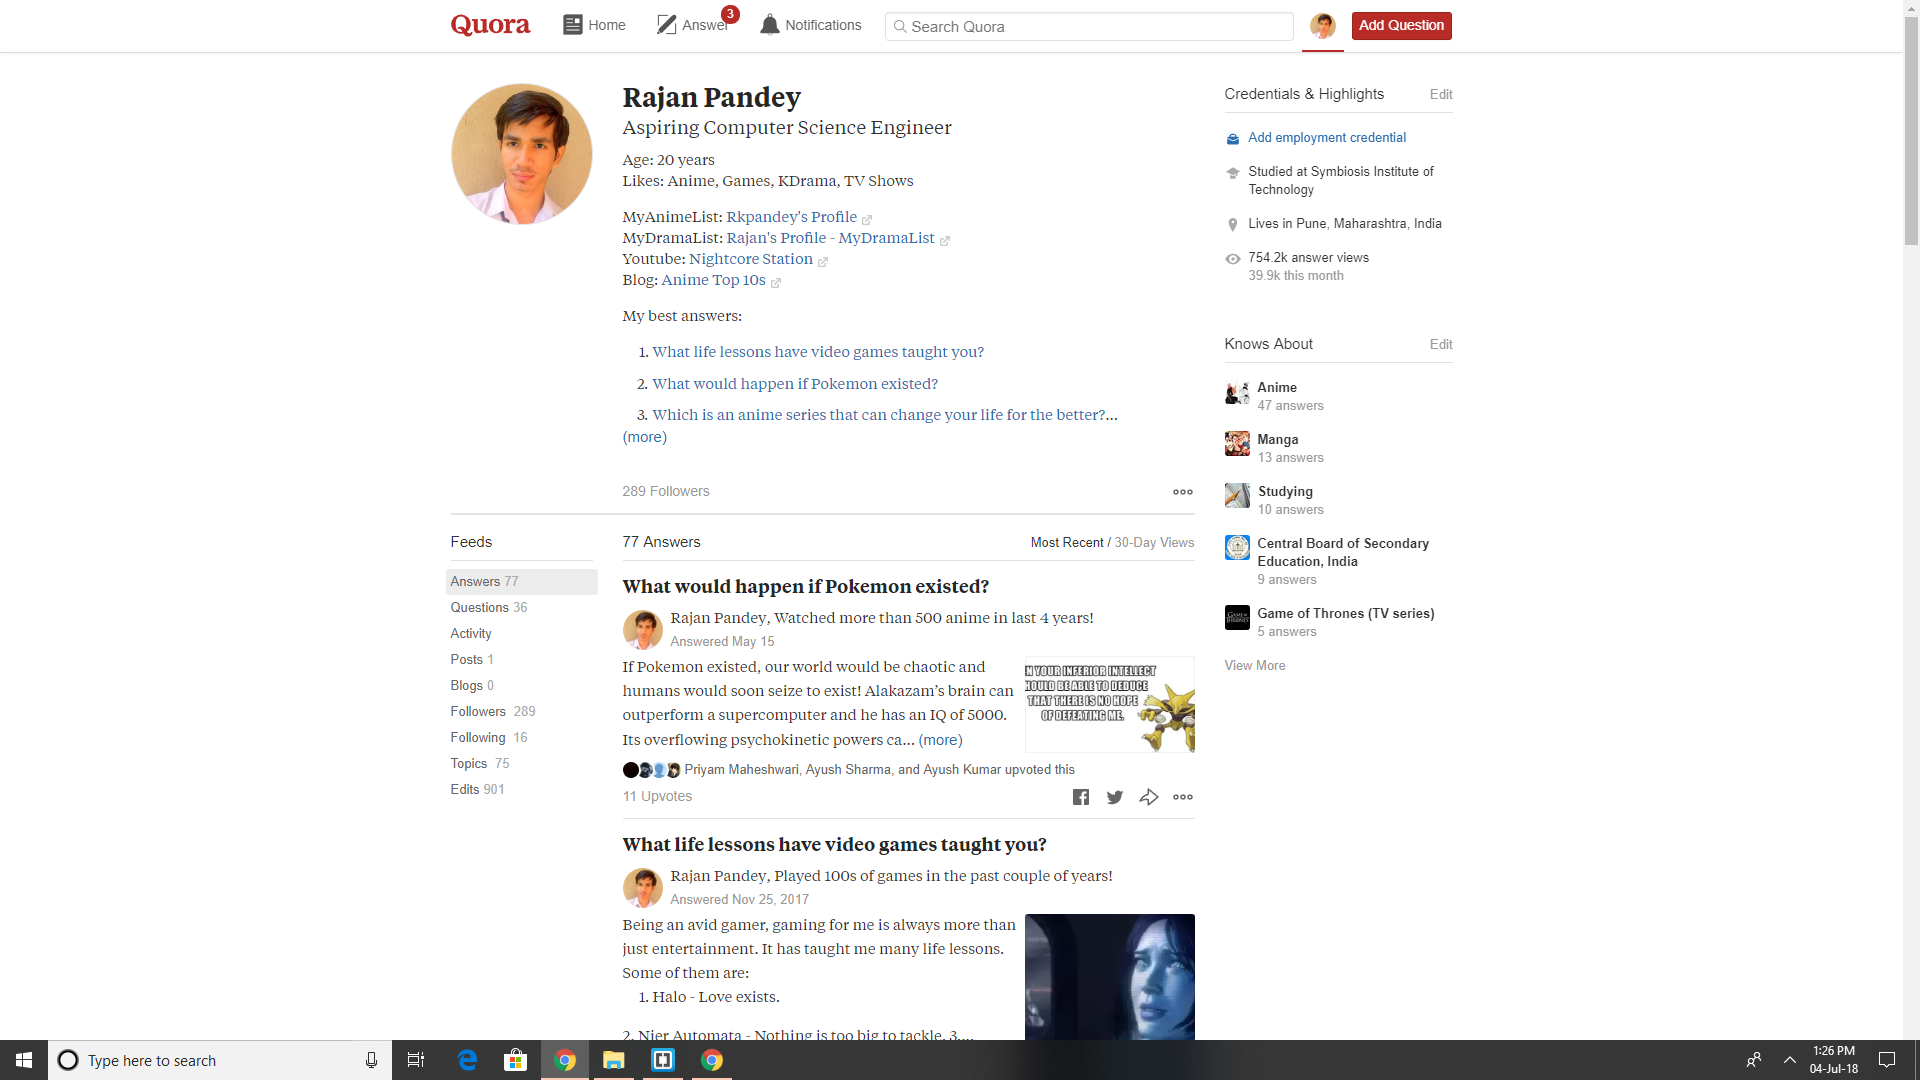 Quora
Home
Answer
3
Notifications
Search Quora
Add Question
Rajan Pandey
Aspiring Computer Science Engineer
Age: 20 years
Likes: Anime, Games, KDrama, TV Shows
MyAnimeList: Rkpandey's Profile
MyDramaList: Rajan's Profile - MyDramaList
Youtube: Nightcore Station
Blog: Anime Top 10s
My best answers:
1. What life lessons have video games taught you?
2. What would happen if Pokemon existed?
3. Which is an anime series that can change your life for the better?...
(more)
289 Followers
Credentials & Highlights
Edit
Add employment credential
Studied at Symbiosis Institute of
Technology
Lives in Pune, Maharashtra, India
754.2k answer views
39.9k this month
Knows About
Edit
Anime
47 answers
Manga
13 answers
Studying
10 answers
Central Board of Secondary
Education, India
9 answers
GAME OF THRONES
Game of Thrones (TV series)
5 answers
View More
Feeds
Answers 77
Questions 36
Activity
Posts 1
Blogs 0
Followers 289
Following 16
Topics 75
Edits 901
77 Answers
Most Recent / 30-Day Views
What would happen if Pokemon existed?
Rajan Pandey, Watched more than 500 anime in last 4 years!
Answered May 15
If Pokemon existed, our world would be chaotic and
humans would soon seize to exist! Alakazam’s brain can
outperform a supercomputer and he has an IQ of 5000.
Its overflowing psychokinetic powers ca... (more)
N YOUR INFERIOR INTELLECT
HOULD BE ABLE TO DEDUCE
THAT THERE IS NO HOPE
OF DEFEATING ME.
Priyam Maheshwari, Ayush Sharma, and Ayush Kumar upvoted this
11 Upvotes
What life lessons have video games taught you?
Rajan Pandey, Played 100s of games in the past couple of years!
Answered Nov 25, 2017
Being an avid gamer, gaming for me is always more than
just entertainment. It has taught me many life lessons.
Some of them are:
1. Halo - Love exists.
2. Nier Automata - Nothing is too big to tackle. 3....
Type here to search
1:26 PM
04-Jul-18